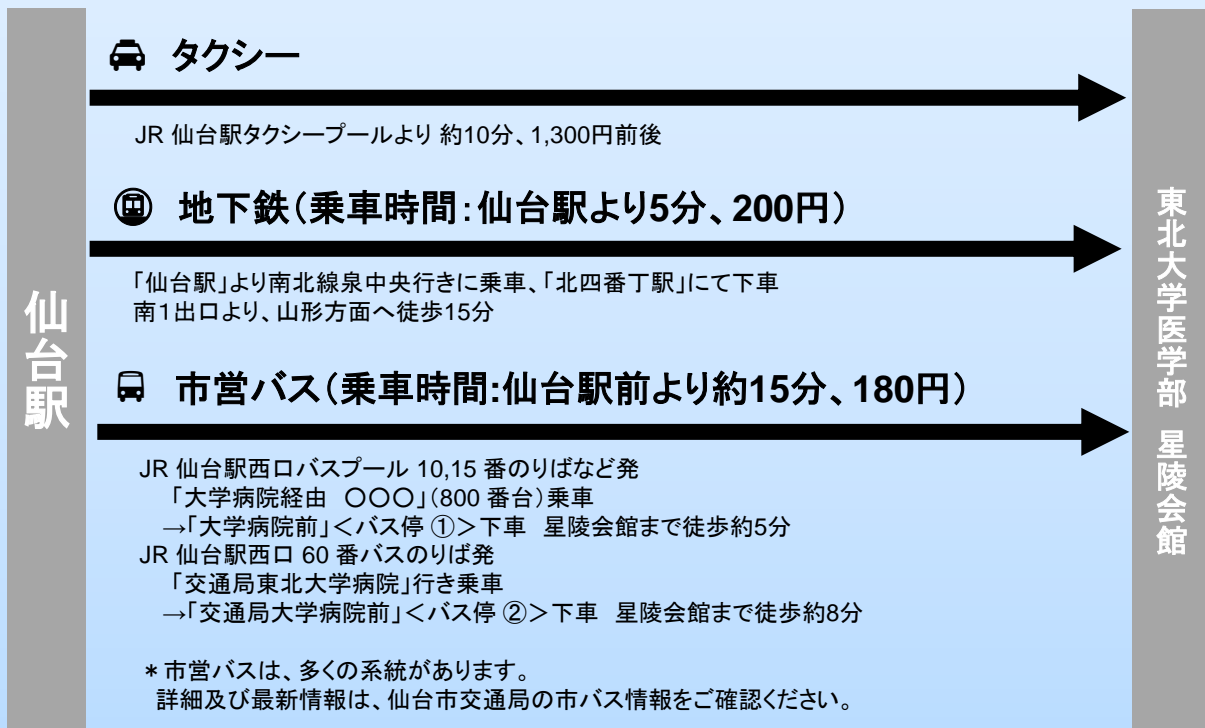 仙台駅
タクシー
JR 仙台駅タクシープールより 約10分、1,300円前後
地下鉄(乗車時間:仙台駅より5分、200円)
「仙台駅」より南北線泉中央行きに乗車、「北四番丁駅」にて下車
南1出口より、山形方面へ徒歩15分
市営バス(乗車時間:仙台駅前より約15分、180円)
JR 仙台駅西口バスプール 10,15 番のりばなど発
「大学病院経由 〇〇〇」(800 番台)乗車
→「大学病院前」<バス停 ①>下車 星陵会館まで徒歩約5分
JR 仙台駅西口 60 番バスのりば発
「交通局東北大学病院」行き乗車
→「交通局大学病院前」<バス停 ②>下車 星陵会館まで徒歩約8分
* 市営バスは、多くの系統があります。
詳細及び最新情報は、仙台市交通局の市バス情報をご確認ください。
東北大学医学部 星陵会館